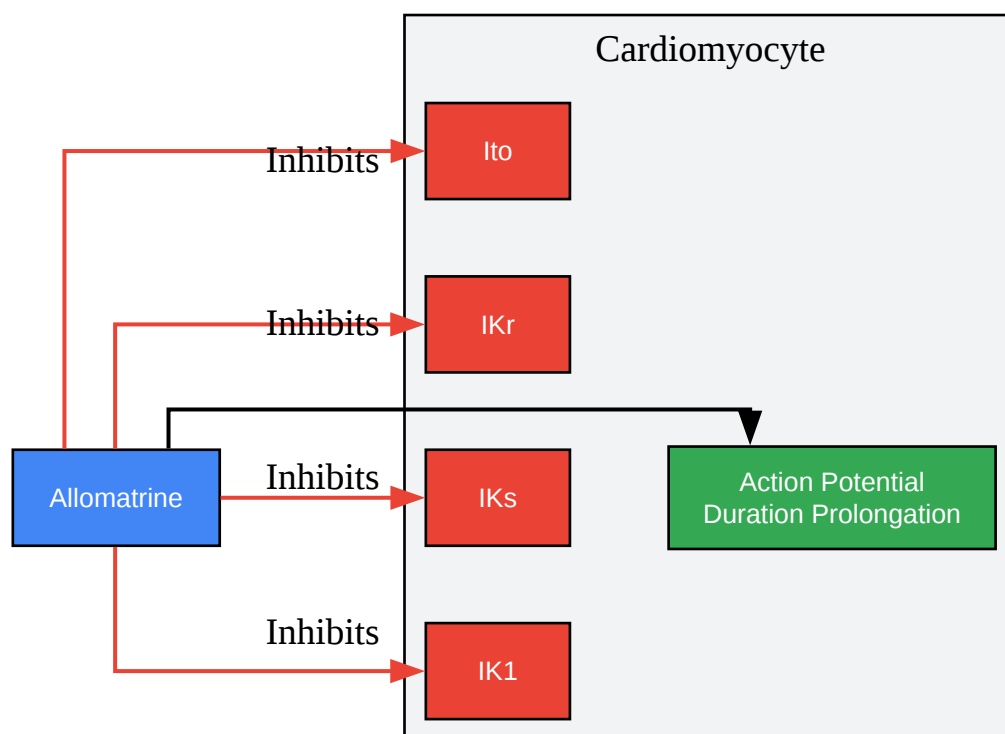 Cardiomyocyte
Inhibits
Ito
Inhibits
IKr
Allomatrine
Inhibits
IKs
Action Potential
Duration Prolongation
Inhibits
IK1